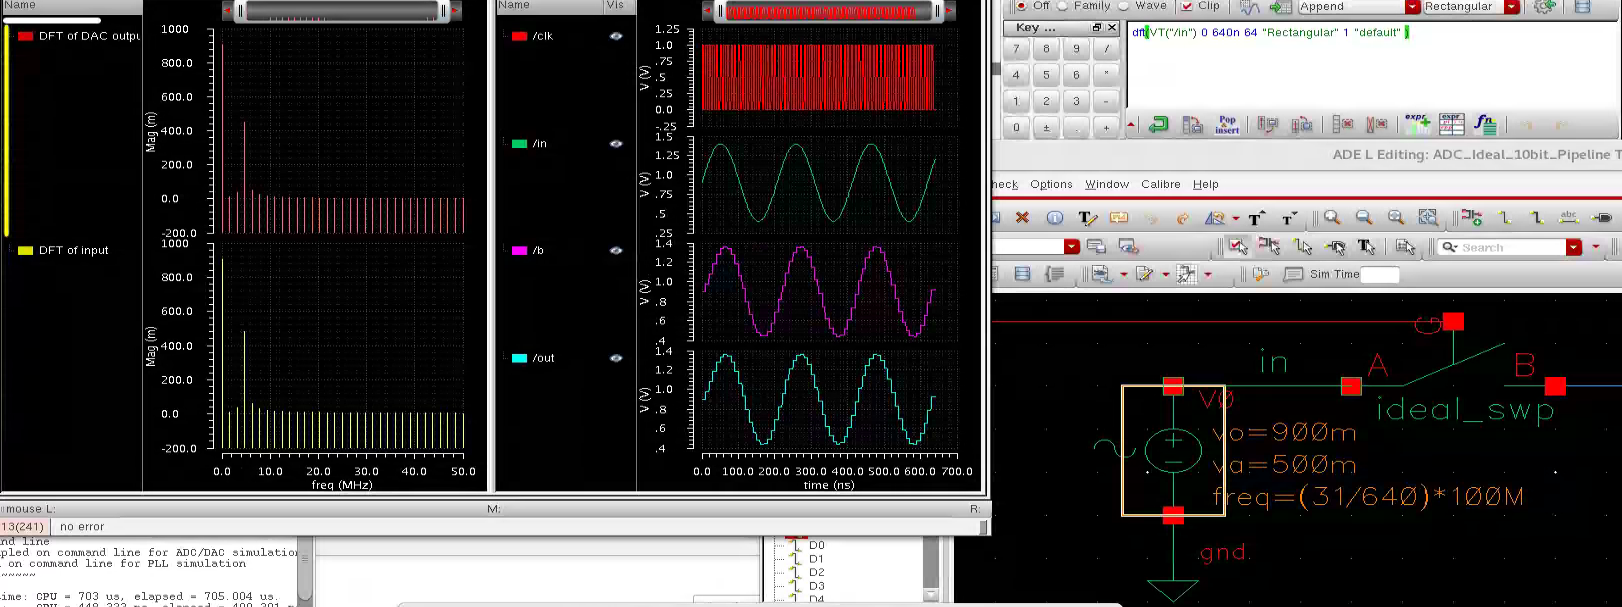 Name
DFT of DAC outpu
DFT of input
Mag (m)
1000
800.0
600.0
400.0
200.0
0.0
-200.0
Mag (m)
1000
800.0
600.0
400.0
200.0
0.0
-200.0
0.0 10.0 20.0 30.0 40.0 50.0
freq (MHz)
Name Vis
/clk
/in
/b
/out
V (V)
1.25
1.0
.75
.5
.25
0.0
.25
V (V)
1.5
1.25
1.0
.75
.5
.25
V (V)
1.4
1.2
1.0
.8
.6
.4
V (V)
1.4
1.2
1.0
.8
.6
.4
0.0 100.0 200.0 300.0 400.0 500.0 600.0 700.0
time (ns)
mouse L: M: R:
13(241) no error
nd line
pled on command line for ADC/DAC simulation
on command line for PLL simulation
~~~~~
ime: CPU = 703 us, elapsed = 705.004 us.
D0
D1
D2
D3
D4
Off Family Wave Clip Append Rectangular
Key ...
7 8 9 /
4 5 6 *
1 2 3 -
0 ± . +
dft(VT("/in") 0 640n 64 "Rectangular" 1 "default" )
Pop
insert
expr
expr
fn
ADE L Editing: ADC_Ideal_10bit_Pipeline T
heck Options Window Calibre Help
abc
Search
Sim Time
G
in
A
B
ideal_swp
V0
vo=900m
va=500m
freq=(31/640)*100M
gnd